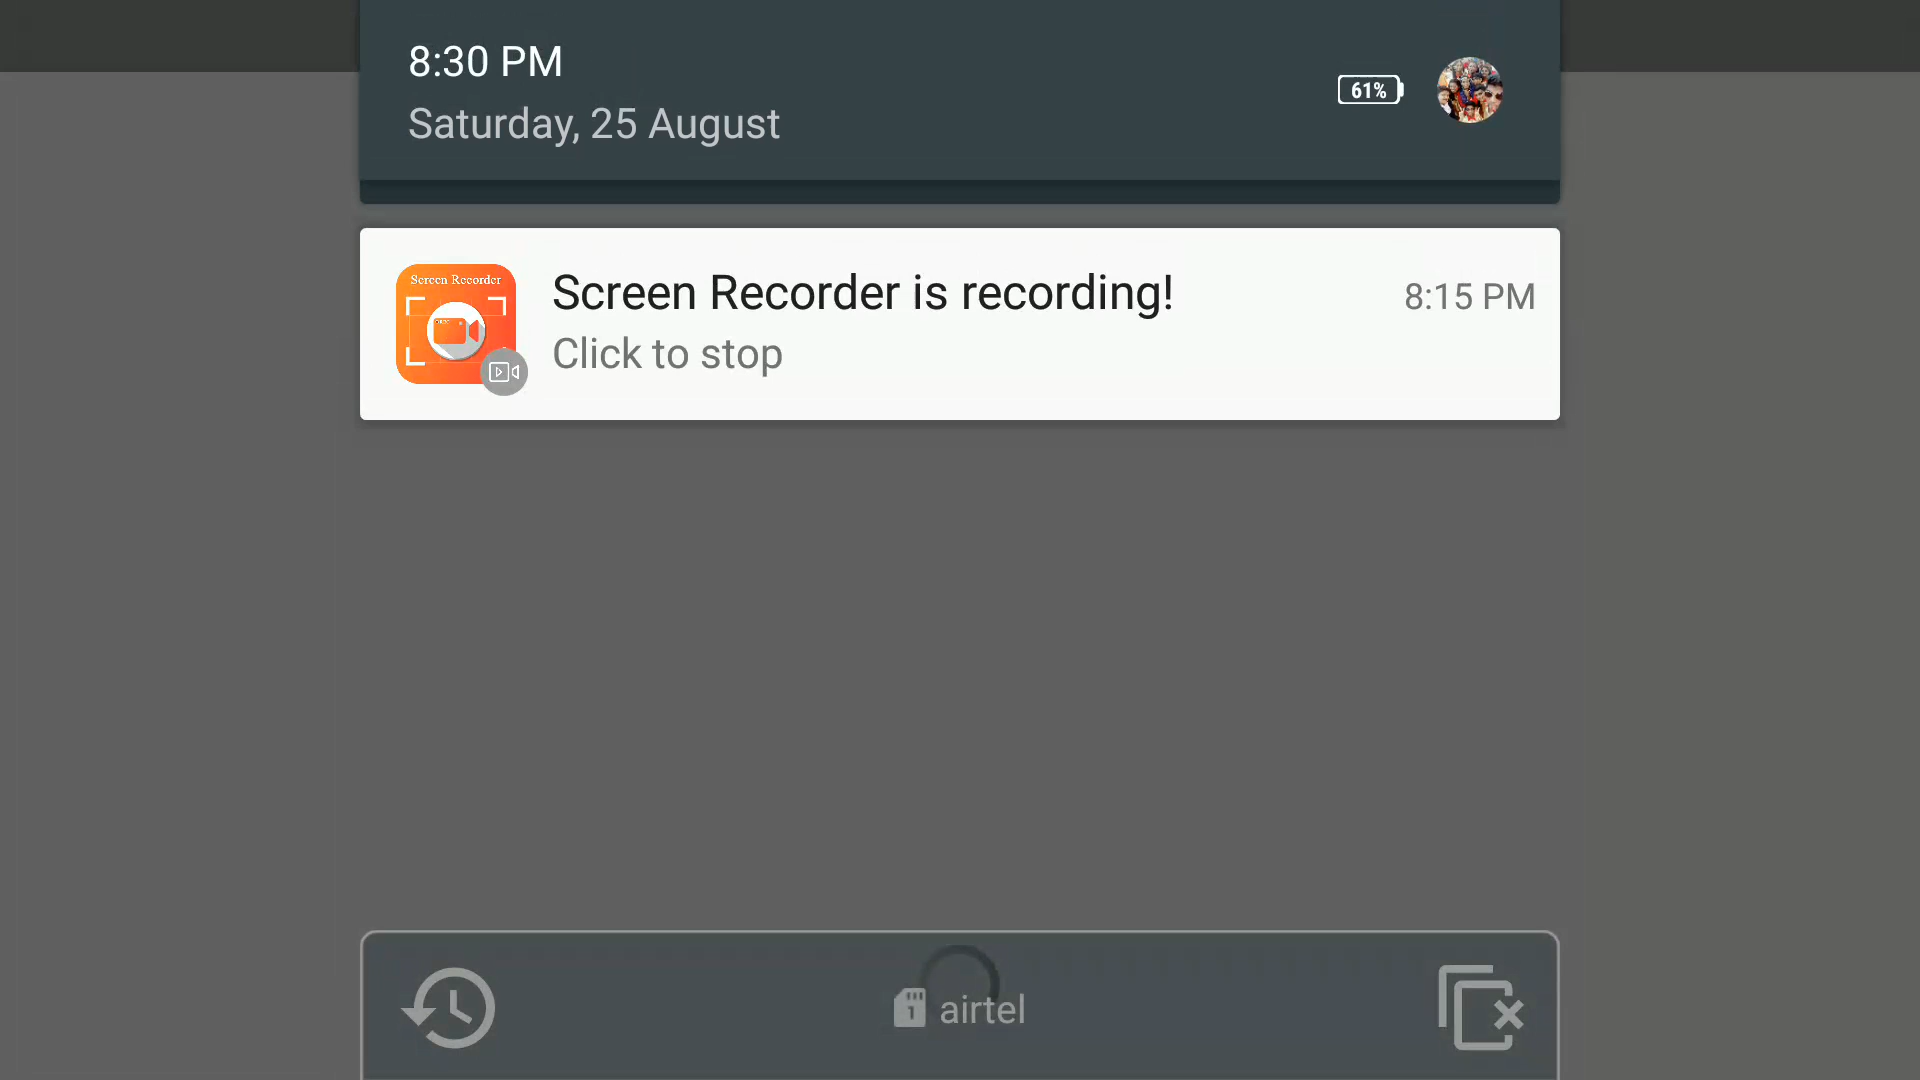 8:30 PM
61%
Saturday, 25 August
Screen Recorder
Screen Recorder is recording!
8:15 PM
Click to stop
1
airtel